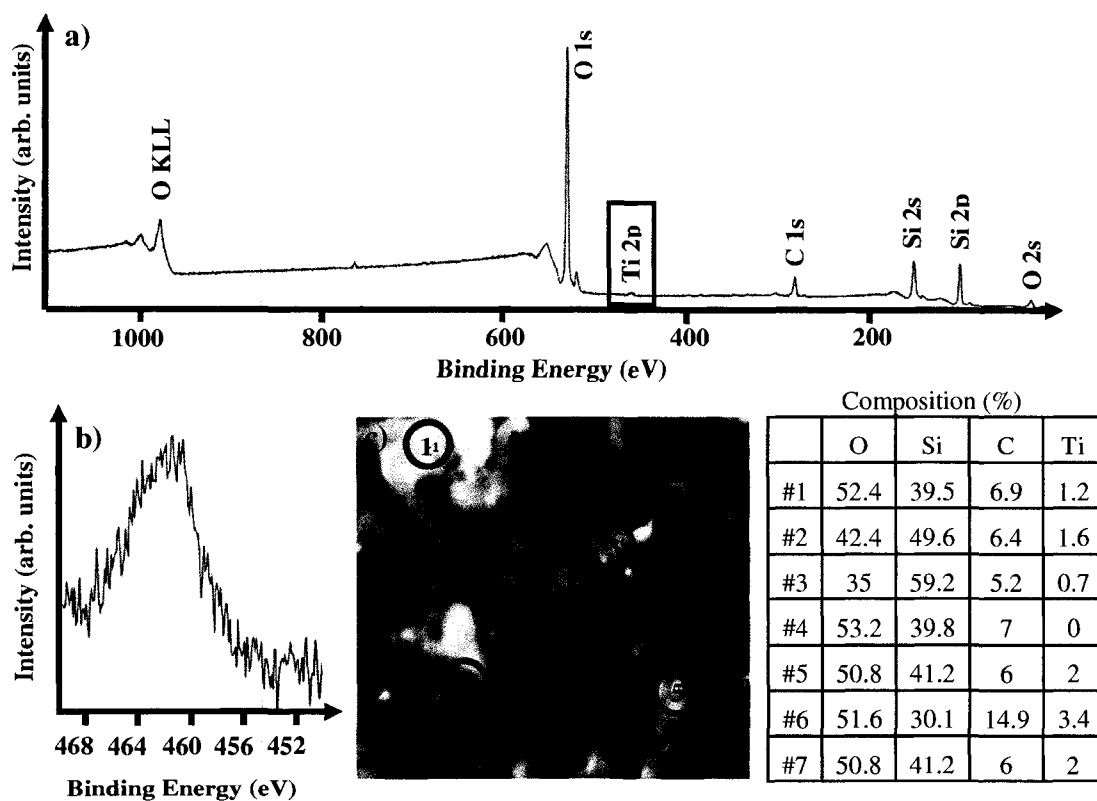 a)
Intensity (arb. units)
O KLL
O 1s
Ti 2p
C 1s
Si 2s
Si 2p
O 2s
1000 800 600 400 200
Binding Energy (eV)
b)
Intensity (arb. units)
468 464 460 456 452
Binding Energy (eV)
c)
1
Composition (%)
O Si C Ti
#1 52.4 39.5 6.9 1.2
#2 42.4 49.6 6.4 1.6
#3 35 59.2 5.2 0.7
#4 53.2 39.8 7 0
#5 50.8 41.2 6 2
#6 51.6 30.1 14.9 3.4
#7 50.8 41.2 6 2